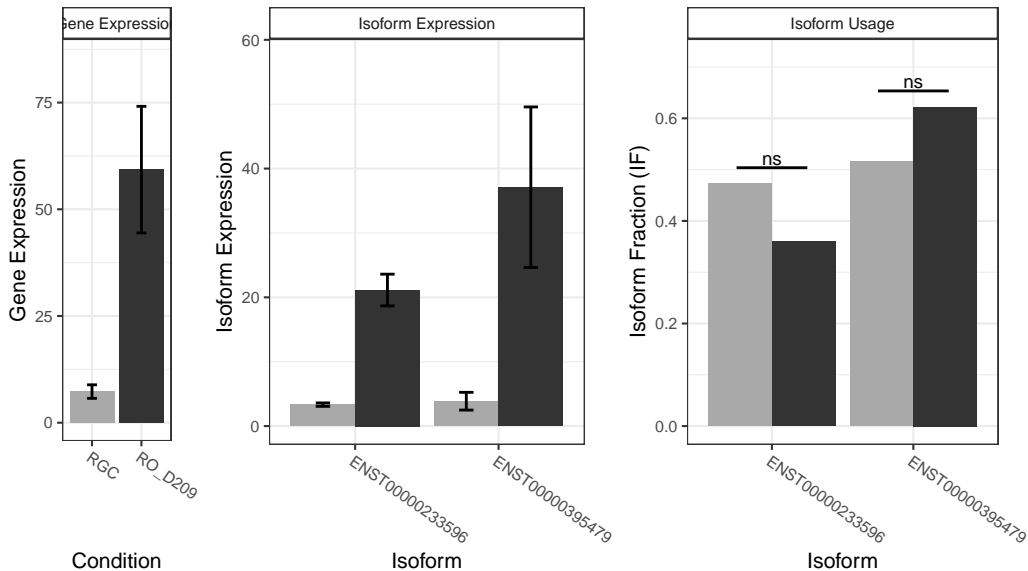 Gene Expression
Gene Expression
75
50
25
0
RGC
RO_D209
Condition
Isoform Expression
Isoform Expression
60
40
20
0
ENST00000233596
ENST00000395479
Isoform
Isoform Usage
Isoform Fraction (IF)
0.6
0.4
0.2
0.0
ns
ns
ENST00000233596
ENST00000395479
Isoform